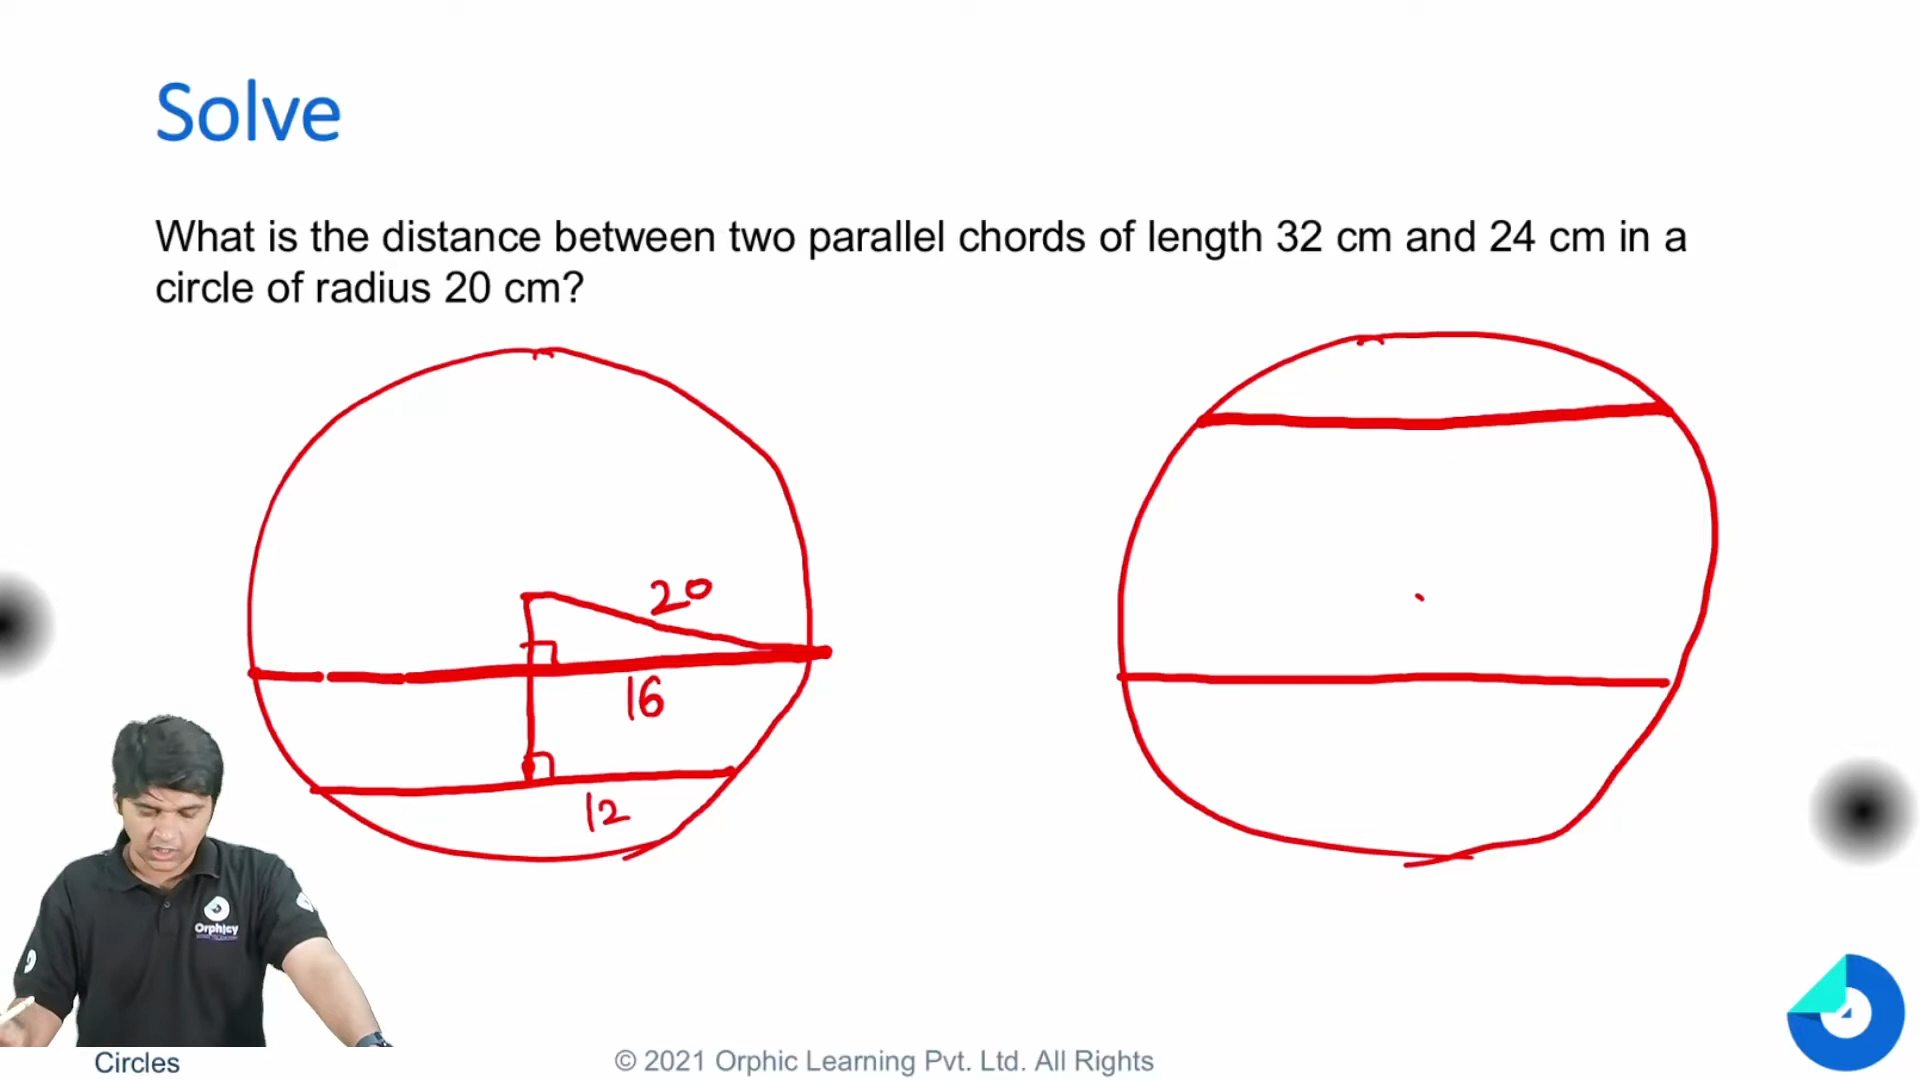 Solve
What is the distance between two parallel chords of length 32 cm and 24 cm in a
circle of radius 20 cm?
20
16
12
Orphicy
Circles
© 2021 Orphic Learning Pvt. Ltd. All Rights